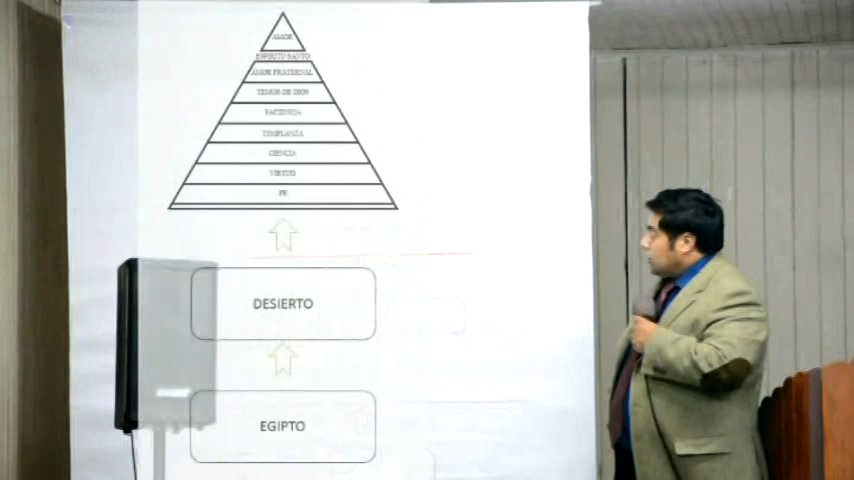 AMOR
ESPIRITU SANTO
AMOR FRATERNAL
TEMOR DE DIOS
PACIENCIA
TEMPLANZA
CIENCIA
VIRTUD
FE
DESIERTO
EGIPTO